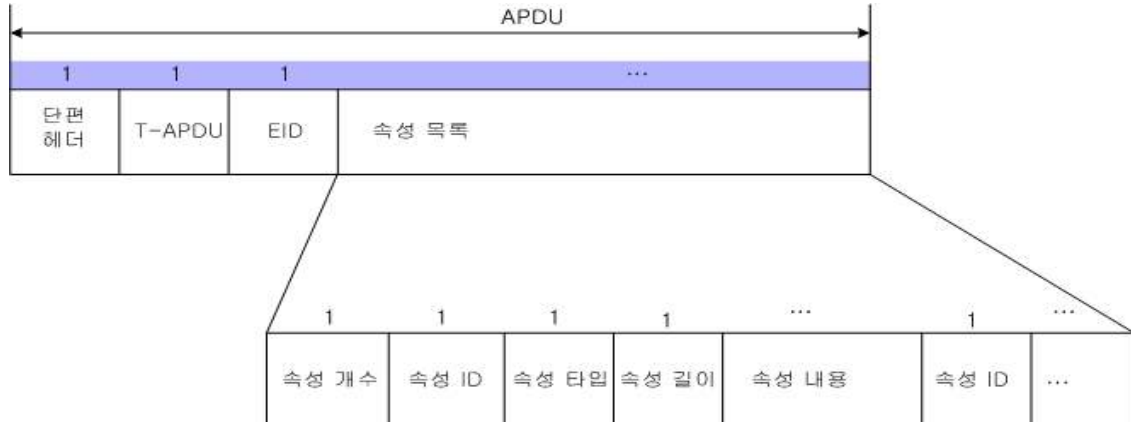 APDU
1 1 1 ...
단편
헤더
T-APDU EID 속성 목록
1 1 1 1 ... 1 ...
속성 개수 속성 ID 속성 타입 속성 길이 속성 내용 속성 ID ...